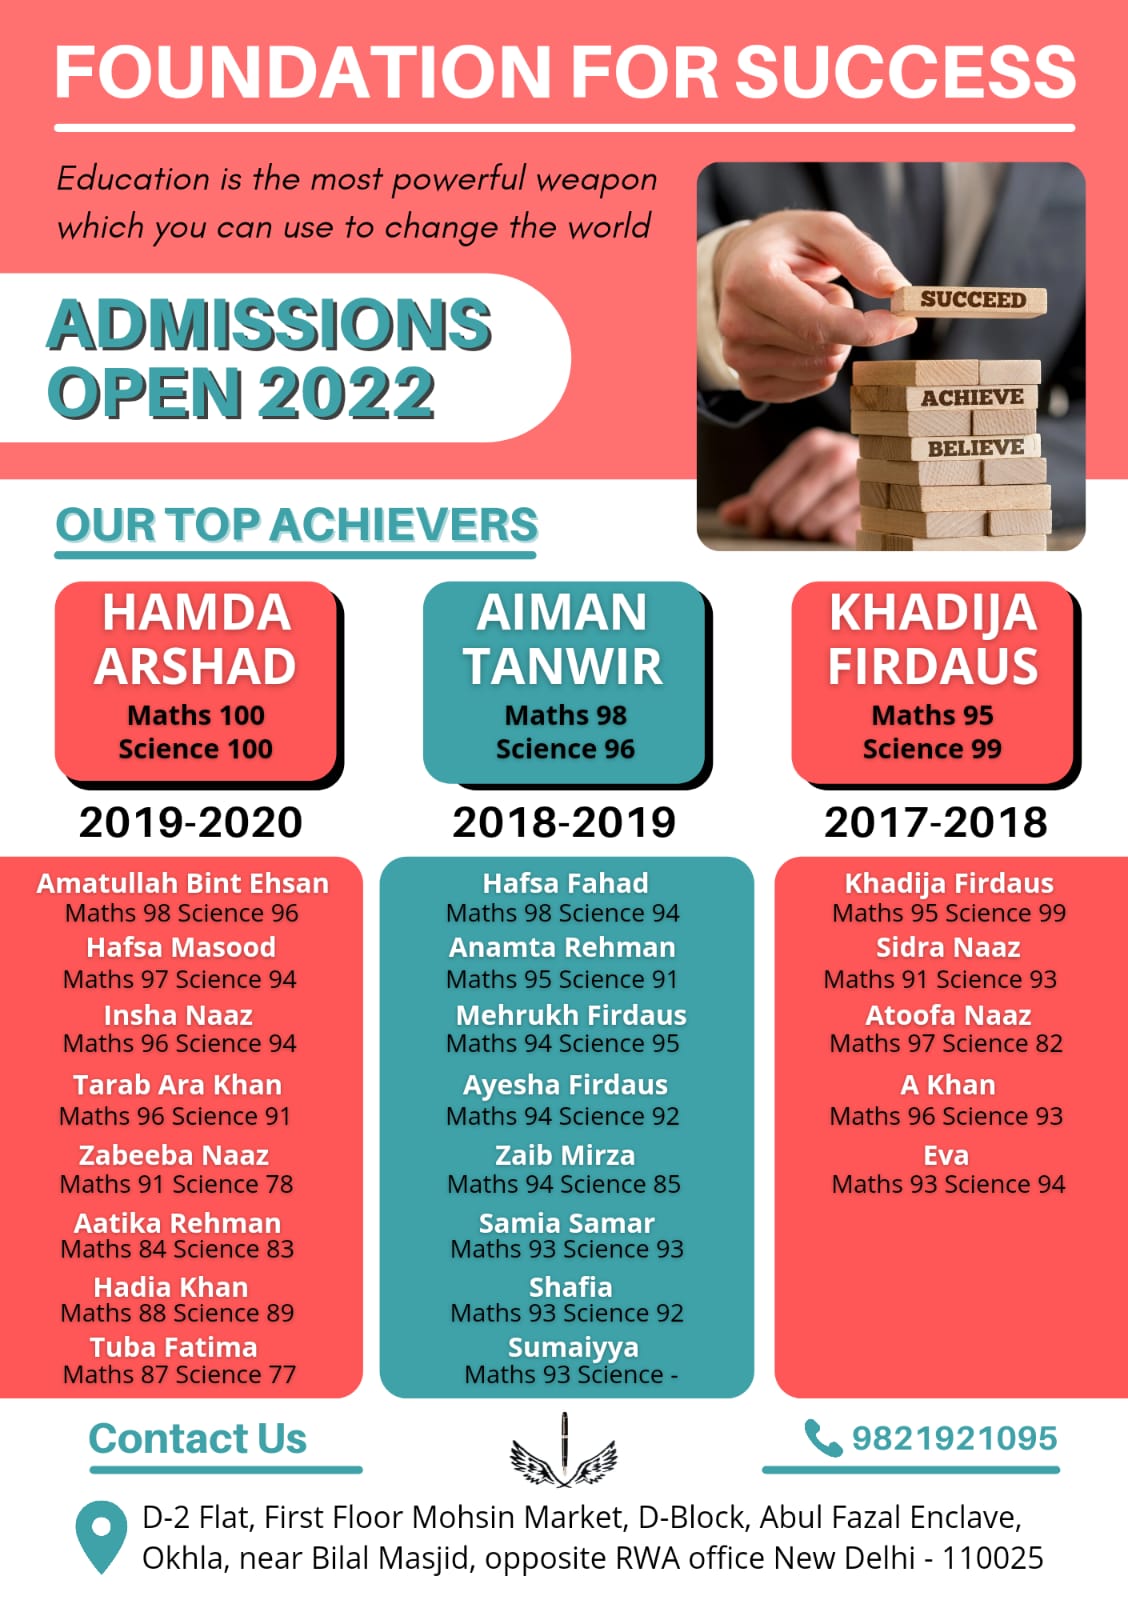 FOUNDATION FOR SUCCESS
Education is the most powerful weapon
which you can use to change the world
ADMISSIONS
OPEN 2022
SUCCEED
ACHIEVE
BELIEVE
OUR TOP ACHIEVERS
HAMDA
ARSHAD
Maths 100
Science 100
2019-2020
AIMAN
TANWIR
Maths 98
Science 96
2018-2019
KHADIJA
FIRDAUS
Maths 95
Science 99
2017-2018
Amatullah Bint Ehsan
Maths 98 Science 96
Hafsa Masood
Maths 97 Science 94
Insha Naaz
Maths 96 Science 94
Tarab Ara Khan
Maths 96 Science 91
Zabeeba Naaz
Maths 91 Science 78
Aatika Rehman
Maths 84 Science 83
Hadia Khan
Maths 88 Science 89
Tuba Fatima
Maths 87 Science 77
Hafsa Fahad
Maths 98 Science 94
Anamta Rehman
Maths 95 Science 91
Mehrukh Firdaus
Maths 94 Science 95
Ayesha Firdaus
Maths 94 Science 92
Zaib Mirza
Maths 94 Science 85
Samia Samar
Maths 93 Science 93
Shafia
Maths 93 Science 92
Sumaiyya
Maths 93 Science -
Khadija Firdaus
Maths 95 Science 99
Sidra Naaz
Maths 91 Science 93
Atoofa Naaz
Maths 97 Science 82
A Khan
Maths 96 Science 93
Eva
Maths 93 Science 94
Contact Us
9821921095
D-2 Flat, First Floor Mohsin Market, D-Block, Abul Fazal Enclave,
Okhla, near Bilal Masjid, opposite RWA office New Delhi - 110025